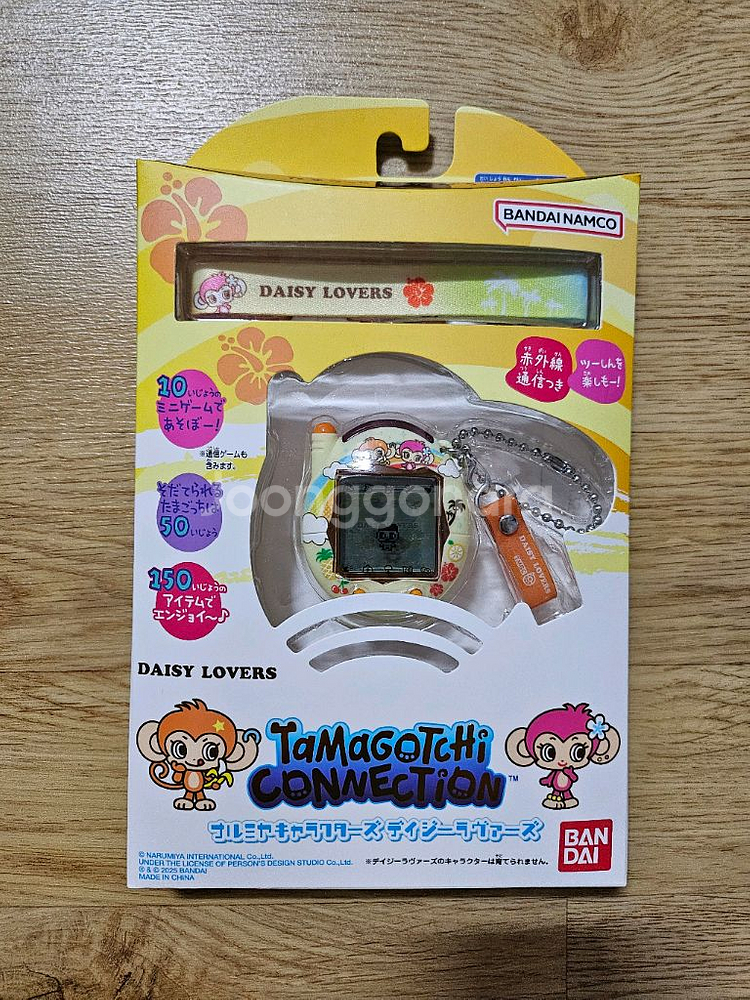 BANDAI NAMCO
DAISY LOVERS
赤外線
通信つき
つーしんを
楽しもー!
10いじょうの
ミニゲームで
あそぼー!
※通信ゲームも
含みます。
そだてられる
たまごっちは
50いじょう
150いじょうの
アイテムで
エンジョイ〜♪
DAISY LOVERS
DAISY LOVERS
TAMAGOTCHI
CONNECTION™
ナルミヤキャラクターズ デイジーラヴァーズ
BAN
DAI
© NARUMIYA INTERNATIONAL Co.,Ltd.
UNDER THE LICENSE OF PERSON'S DESIGN STUDIO Co.,Ltd.
®&© 2025 BANDAI
MADE IN CHINA
※デイジーラヴァーズのキャラクターは育てられません。